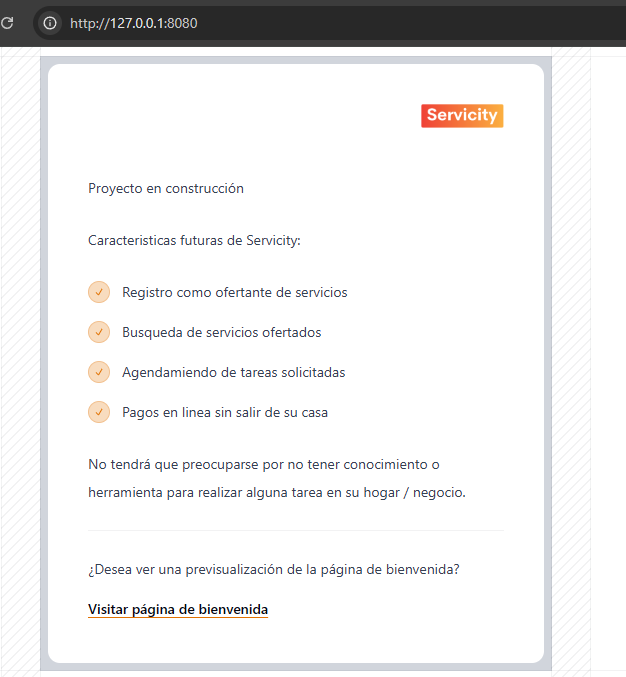 http://127.0.0.1:8080
Servicity
Proyecto en construcción
Caracteristicas futuras de Servicity:
Registro como ofertante de servicios
Busqueda de servicios ofertados
Agendamiento de tareas solicitadas
Pagos en linea sin salir de su casa
No tendrá que preocuparse por no tener conocimiento o
herramienta para realizar alguna tarea en su hogar / negocio.
¿Desea ver una previsualización de la página de bienvenida?
Visitar página de bienvenida